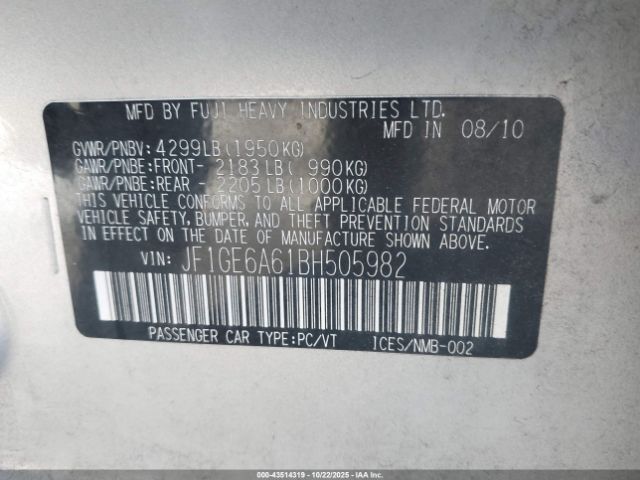 MFD BY FUJI HEAVY INDUSTRIES LTD.
MFD IN 08/10
GVWR/PNBV: 4299LB(1950KG)
GAWR/PNBE:FRONT- 2183LB( 990KG)
GAWR/PNBE:REAR - 2205LB(1000KG)
THIS VEHICLE CONFORMS TO ALL APPLICABLE FEDERAL MOTOR
VEHICLE SAFETY, BUMPER, AND THEFT PREVENTION STANDARDS
IN EFFECT ON THE DATE OF MANUFACTURE SHOWN ABOVE.
VIN: JF1GE6A61BH505982
PASSENGER CAR TYPE:PC/VT ICES/NMB-002
000-43514319 | 10/22/2025 | IAAI.COM